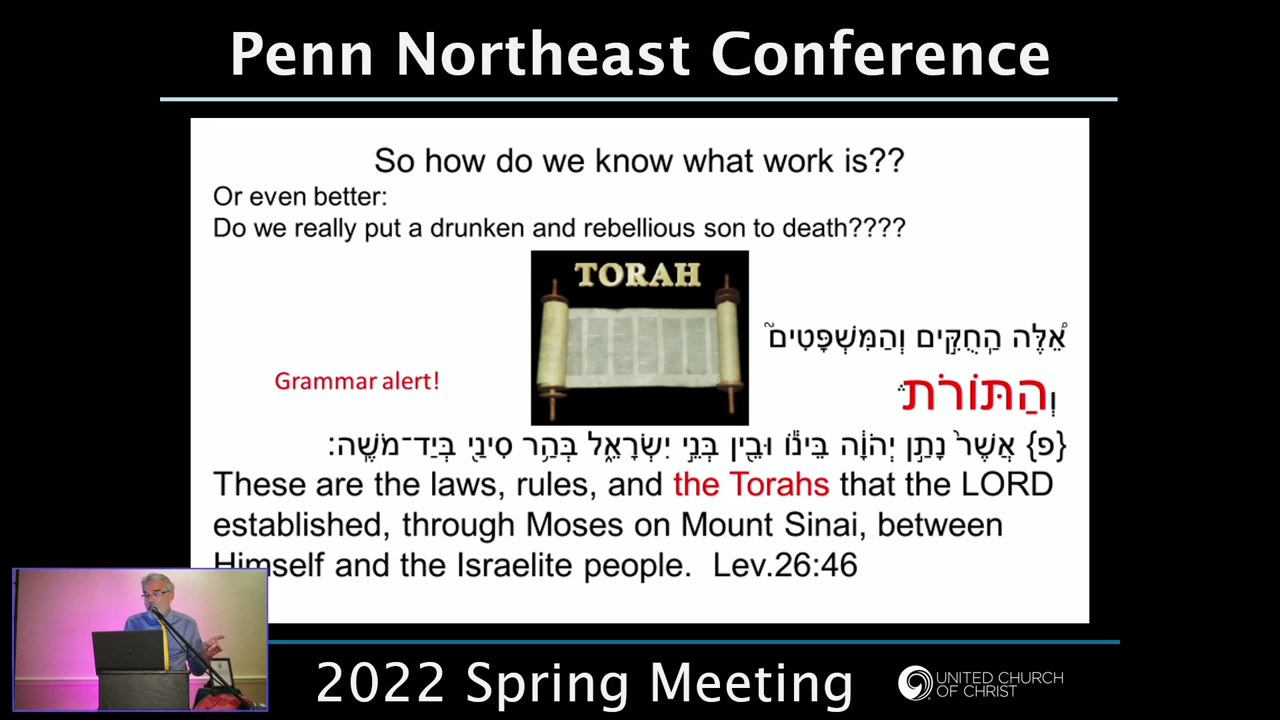 Penn Northeast Conference
So how do we know what work is??
Or even better:
Do we really put a drunken and rebellious son to death????
TORAH
אֵ֠לֶּה הַֽחֻקִּ֣ים וְהַמִּשְׁפָּטִים֮
Grammar alert!
וְהַתּוֹרֹת֒
אֲשֶׁר֙ נָתַ֣ן יְהֹוָ֔ה בֵּינ֕וֹ וּבֵ֖ין בְּנֵ֣י יִשְׂרָאֵ֑ל בְּהַ֥ר סִינַ֖י בְּיַד־מֹשֶֽׁה׃ {פ}
These are the laws, rules, and the Torahs that the LORD
established, through Moses on Mount Sinai, between
Himself and the Israelite people. Lev.26:46
2022 Spring Meeting
UNITED CHURCH
OF CHRIST